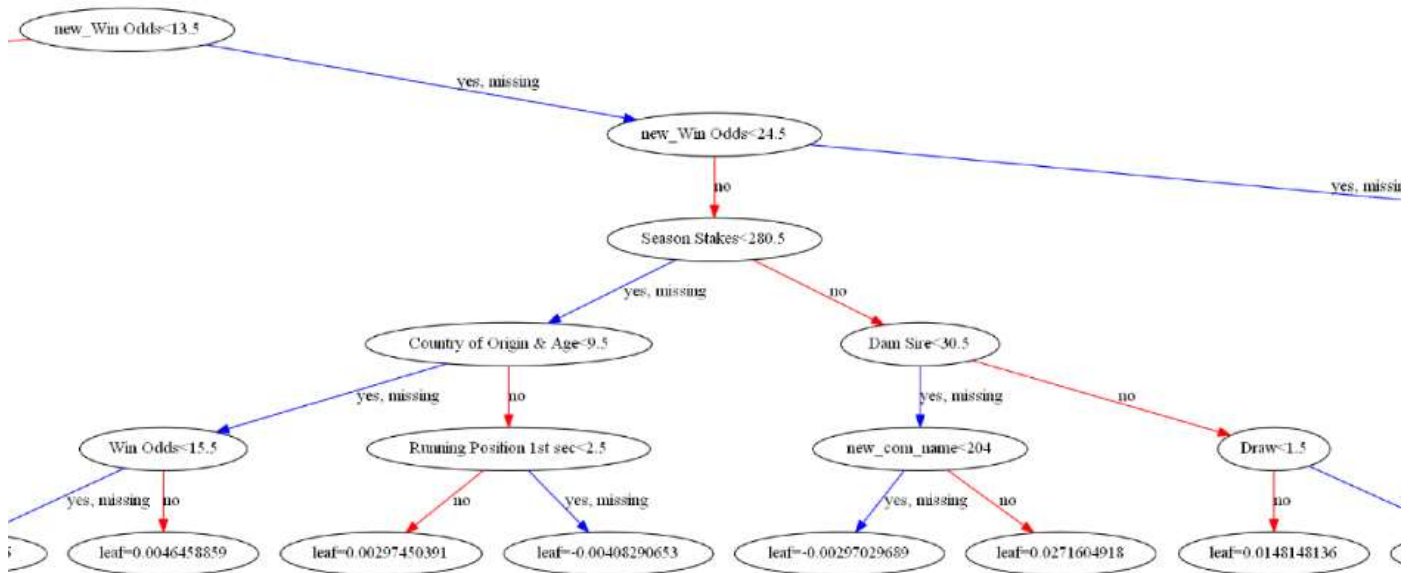 new_Win Odds<13.5
yes, missing
new_Win Odds<24.5
no
yes, missin
Season Stakes<280.5
yes, missing
no
Country of Origin & Age<9.5
Dam Sire<30.5
yes, missing
no
yes, missing
no
Win Odds<15.5
Running Position 1st sec<2.5
new_com_name<204
Draw<1.5
yes, missing
no
no
yes, missing
yes, missing
no
no
5
leaf=0.0046458859
leaf=0.00297450391
leaf=-0.00408290653
leaf=-0.00297029689
leaf=0.0271604918
leaf=0.0148148136